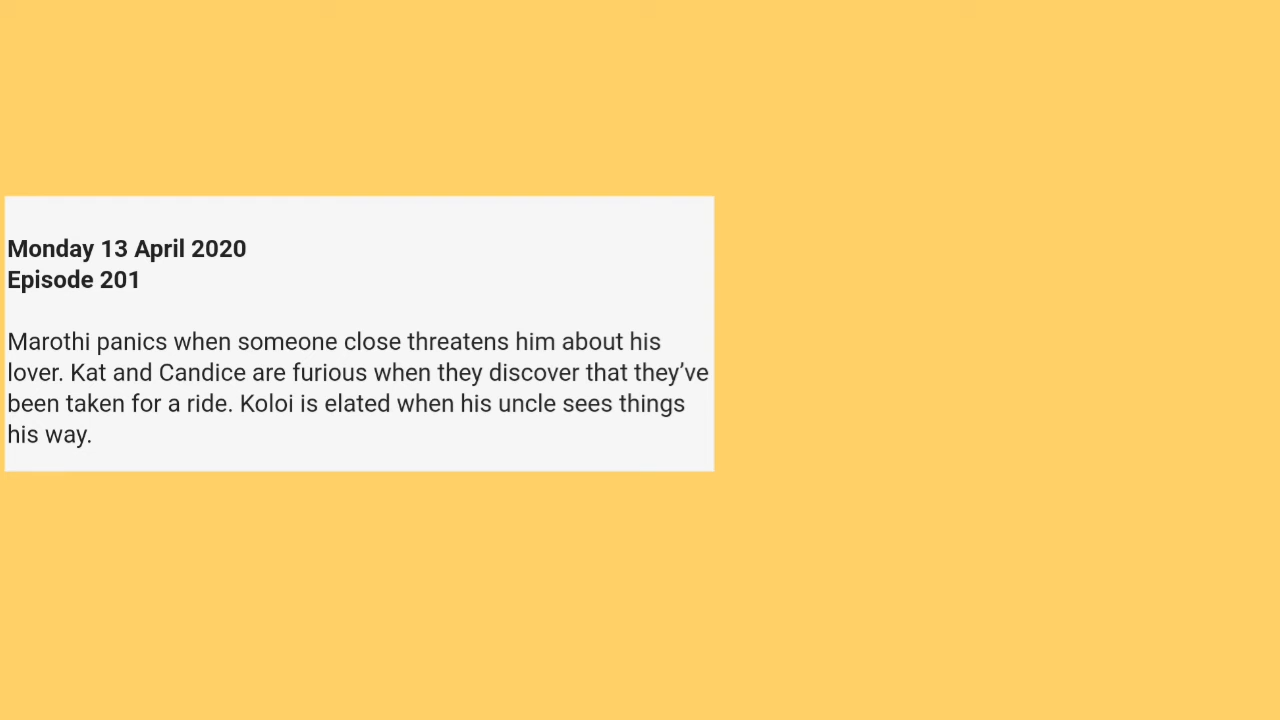 Monday 13 April 2020
Episode 201
Marothi panics when someone close threatens him about his
lover. Kat and Candice are furious when they discover that they’ve
been taken for a ride. Koloi is elated when his uncle sees things
his way.